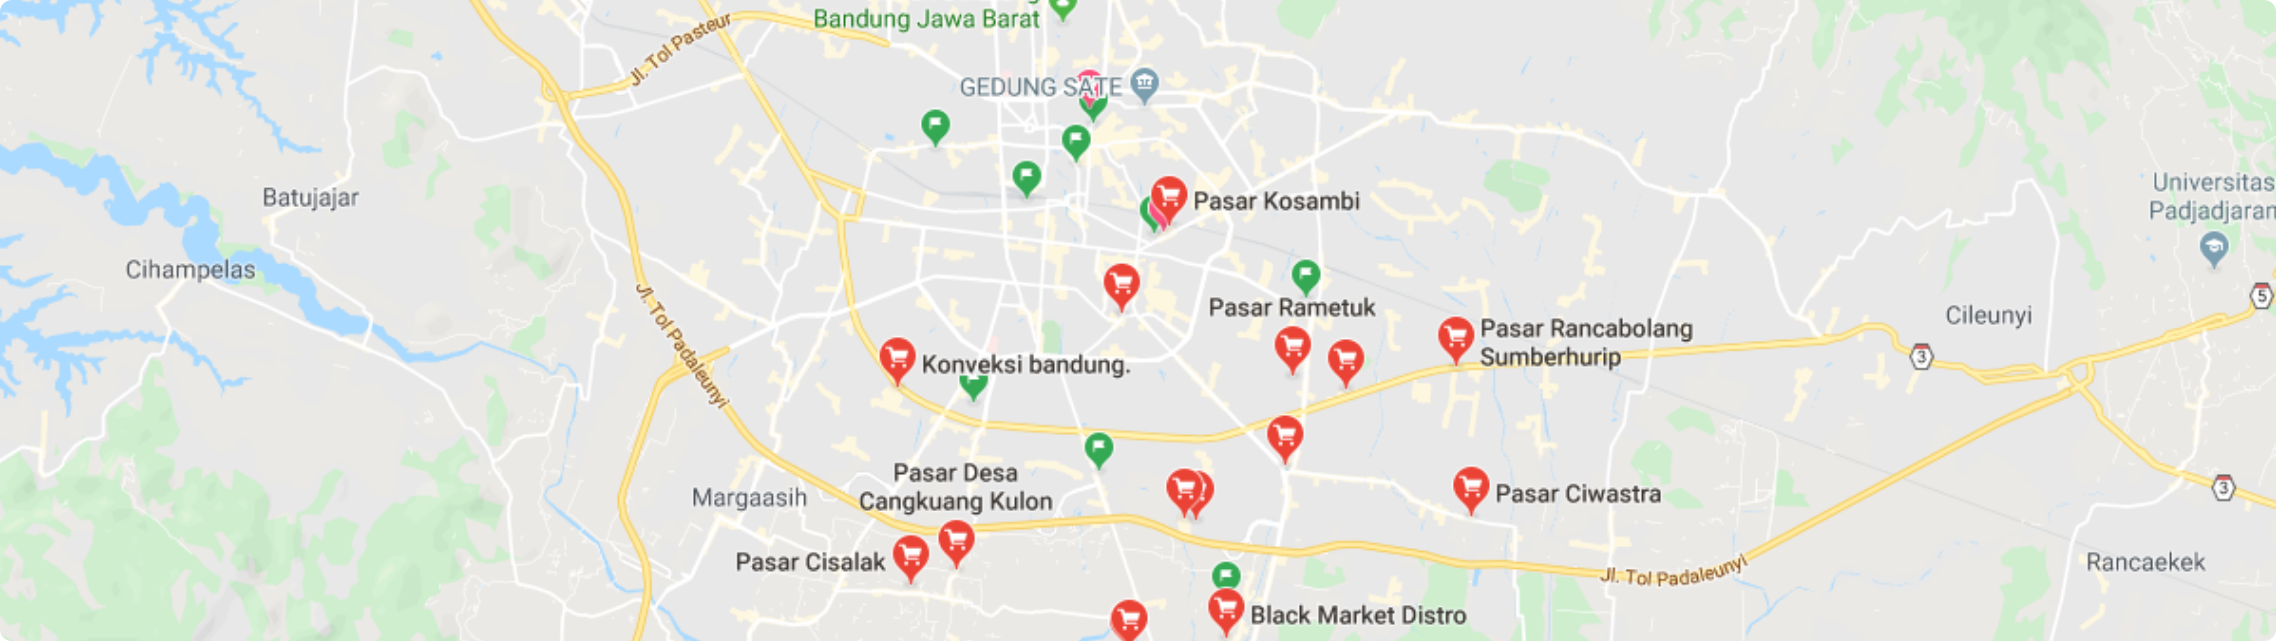 Bandung Jawa Barat
Jl. Tol Pasteur
GEDUNG SATE
Batujajar
Pasar Kosambi
Universitas
Padjadjaran
Cihampelas
Jl. Tol Padaleunyi
Pasar Rametuk
Pasar Rancabolang
Sumberhurip
Cileunyi
5
3
Konveksi bandung.
Pasar Desa
Cangkuang Kulon
Margaasih
Pasar Ciwastra
3
Pasar Cisalak
Jl. Tol Padaleunyi
Rancaekek
Black Market Distro